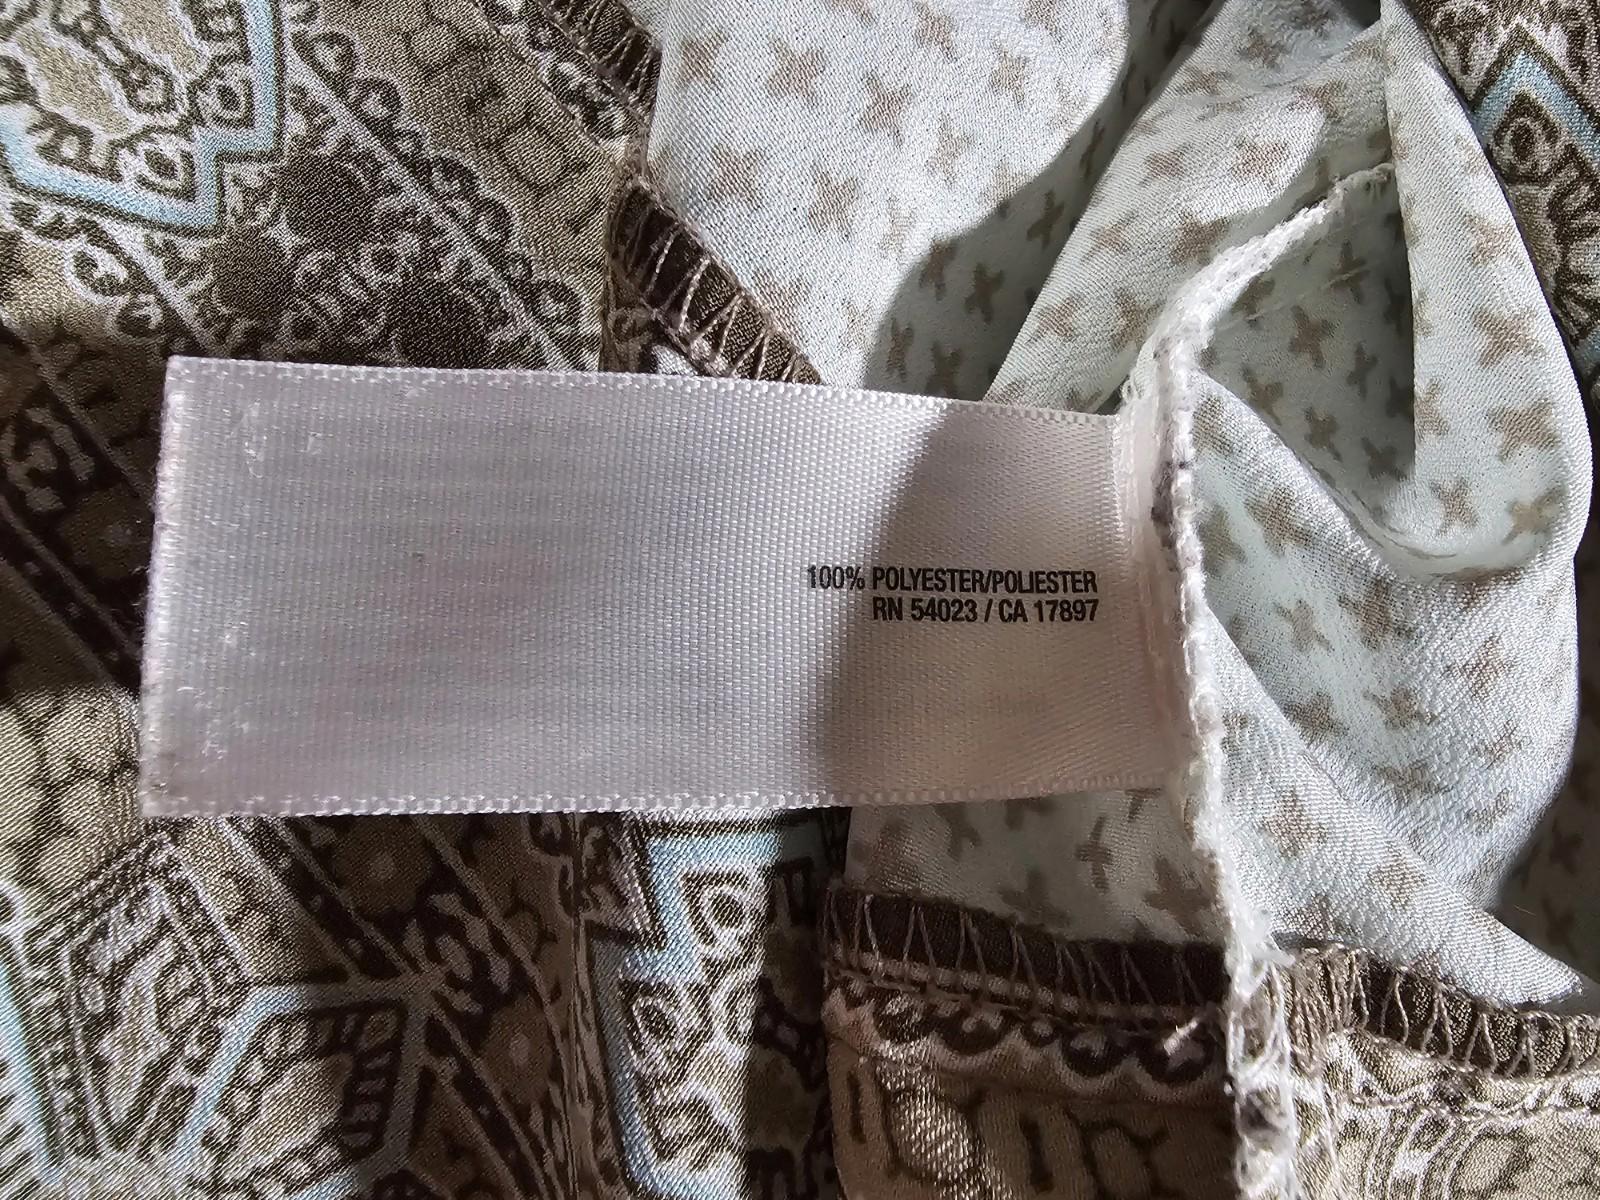 100% POLYESTER/POLIESTER
RN 54023 / CA 17897